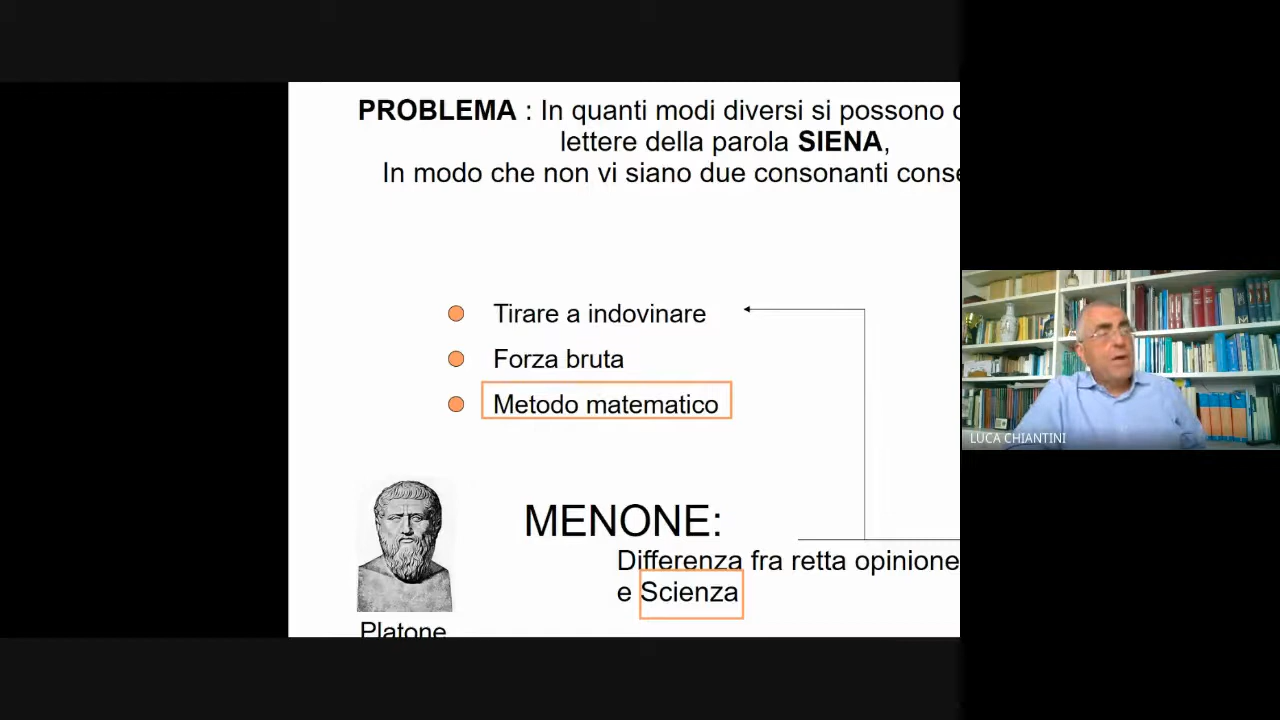 PROBLEMA : In quanti modi diversi si possono
lettere della parola SIENA,
In modo che non vi siano due consonanti
Tirare a indovinare
Forza bruta
Metodo matematico
MENONE:
Differenza fra retta opinione
e Scienza
Platone
LUCA CHIANTINI